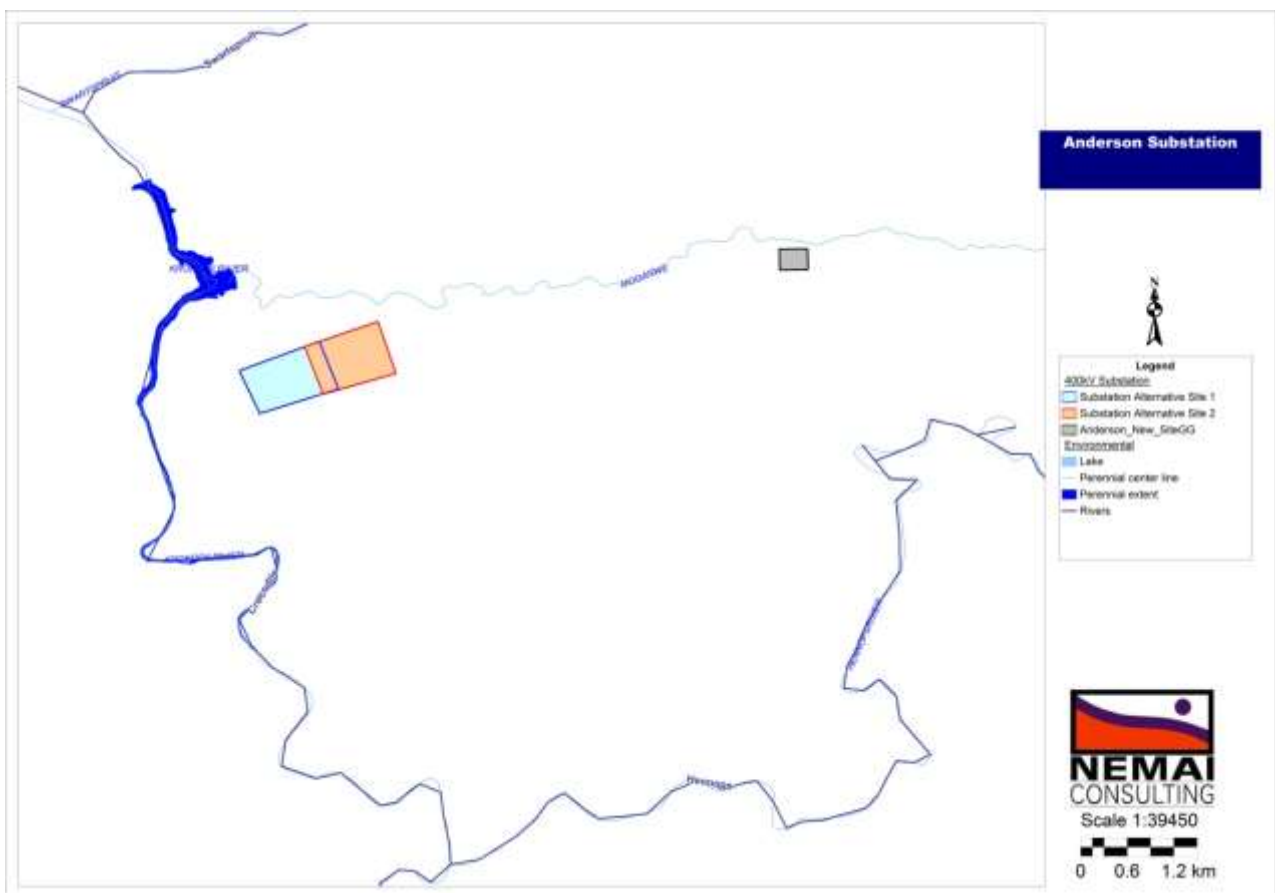 Anderson Substation
MODASWE
N
Legend
400kV Substation
Substation Alternative Site 1
Substation Alternative Site 2
Anderson_New_SiteGG
Environmental
Lake
Perennial center line
Perennial extent
Rivers
NEMAI
CONSULTING
Scale 1:39450
0 0.6 1.2 km